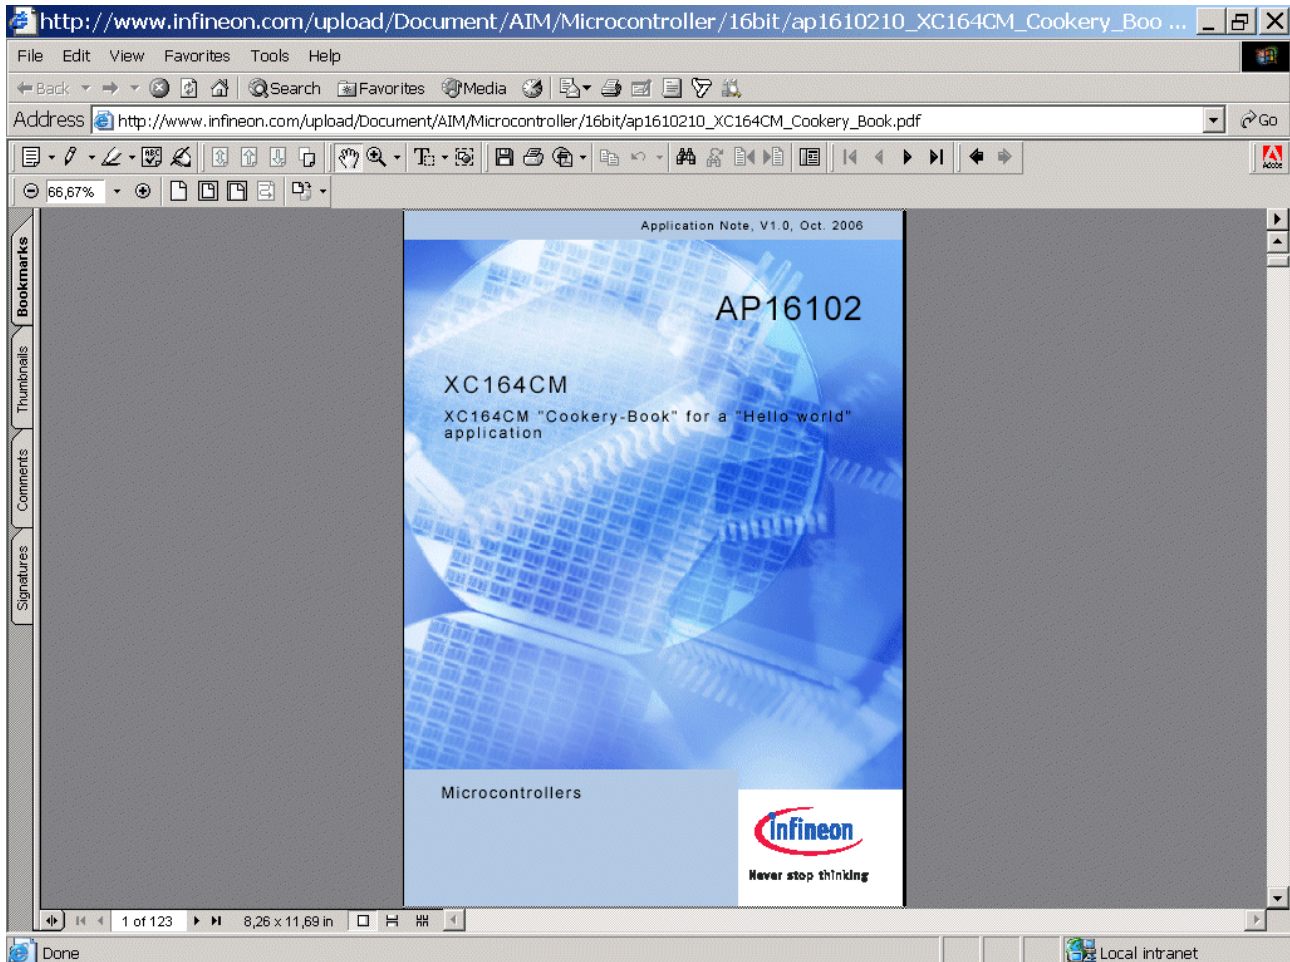 http://www.infineon.com/upload/Document/AIM/Microcontroller/16bit/ap1610210_XC164CM_Cookery_Boo ...
File Edit View Favorites Tools Help
Back Search Favorites Media
Address http://www.infineon.com/upload/Document/AIM/Microcontroller/16bit/ap1610210_XC164CM_Cookery_Book.pdf Go
Adobe
66,67%
Bookmarks
Thumbnails
Comments
Signatures
Application Note, V1.0, Oct. 2006
AP16102
XC164CM
XC164CM "Cookery-Book" for a "Hello world"
application
Microcontrollers
infineon
Never stop thinking
1 of 123 8,26 x 11,69 in
Done Local intranet